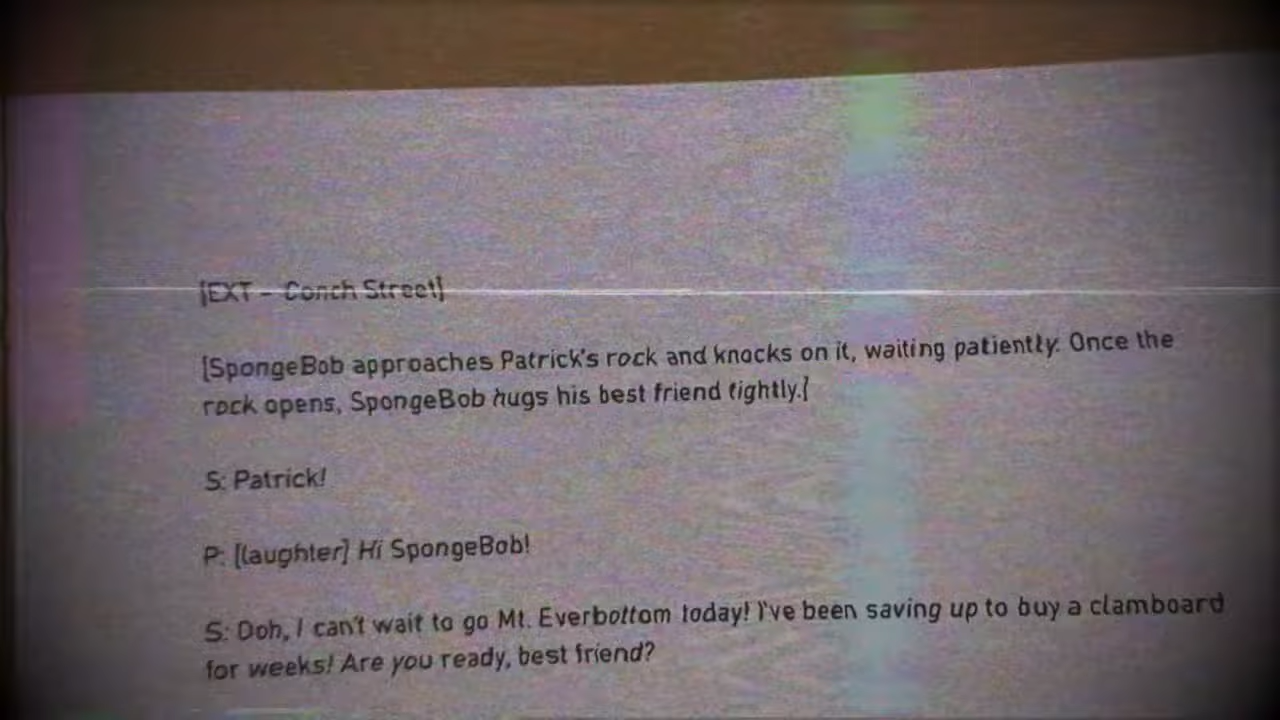 [EXT - Conch Street]
[SpongeBob approaches Patrick's rock and knocks on it, waiting patiently. Once the
rock opens, SpongeBob hugs his best friend tightly.]
S: Patrick!
P: [laughter] Hi SpongeBob!
S: Ooh, I can't wait to go Mt. Everbottom today! I've been saving up to buy a clamboard
for weeks! Are you ready, best friend?